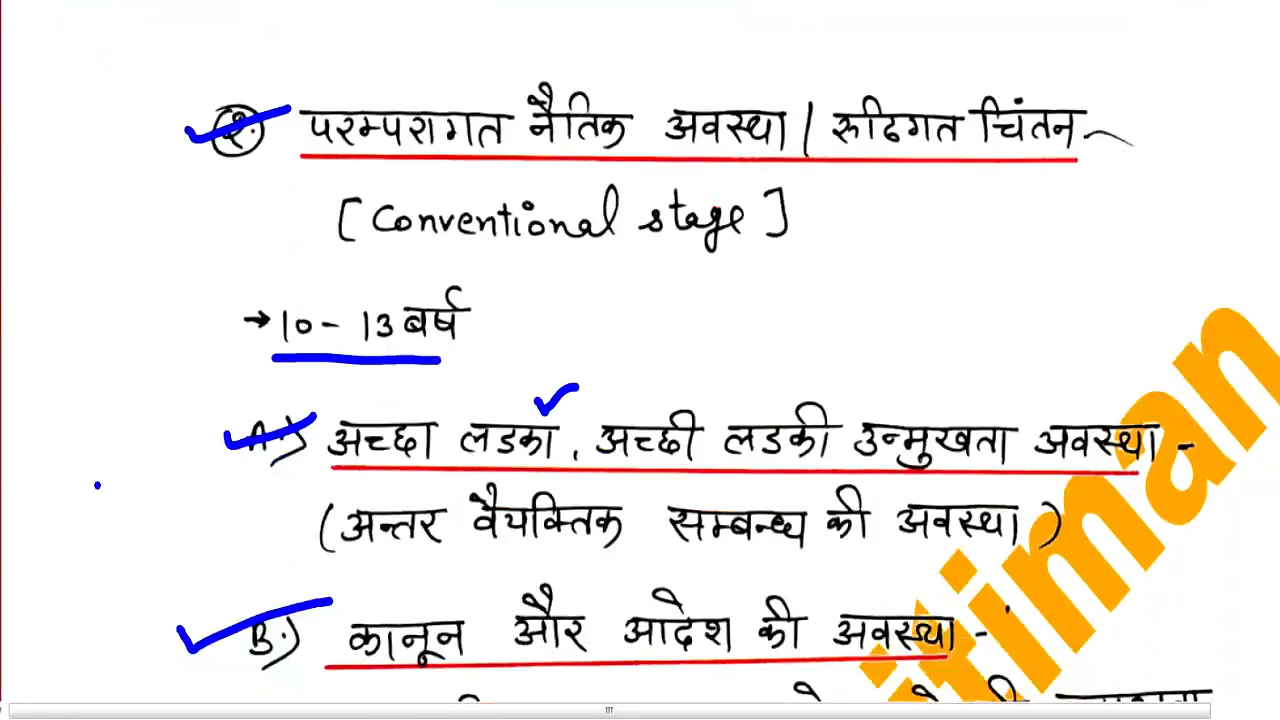 2. परम्परागत नैतिक अवस्था / रूढिगत चिंतन ~
[Conventional stage]
→ 10 - 13 वर्ष
A.) अच्छा लडका , अच्छी लडकी उन्मुखता अवस्था -
(अन्तर वैयक्तिक सम्बन्ध की अवस्था)
B.) कानून और आदेश की अवस्था -
itiman